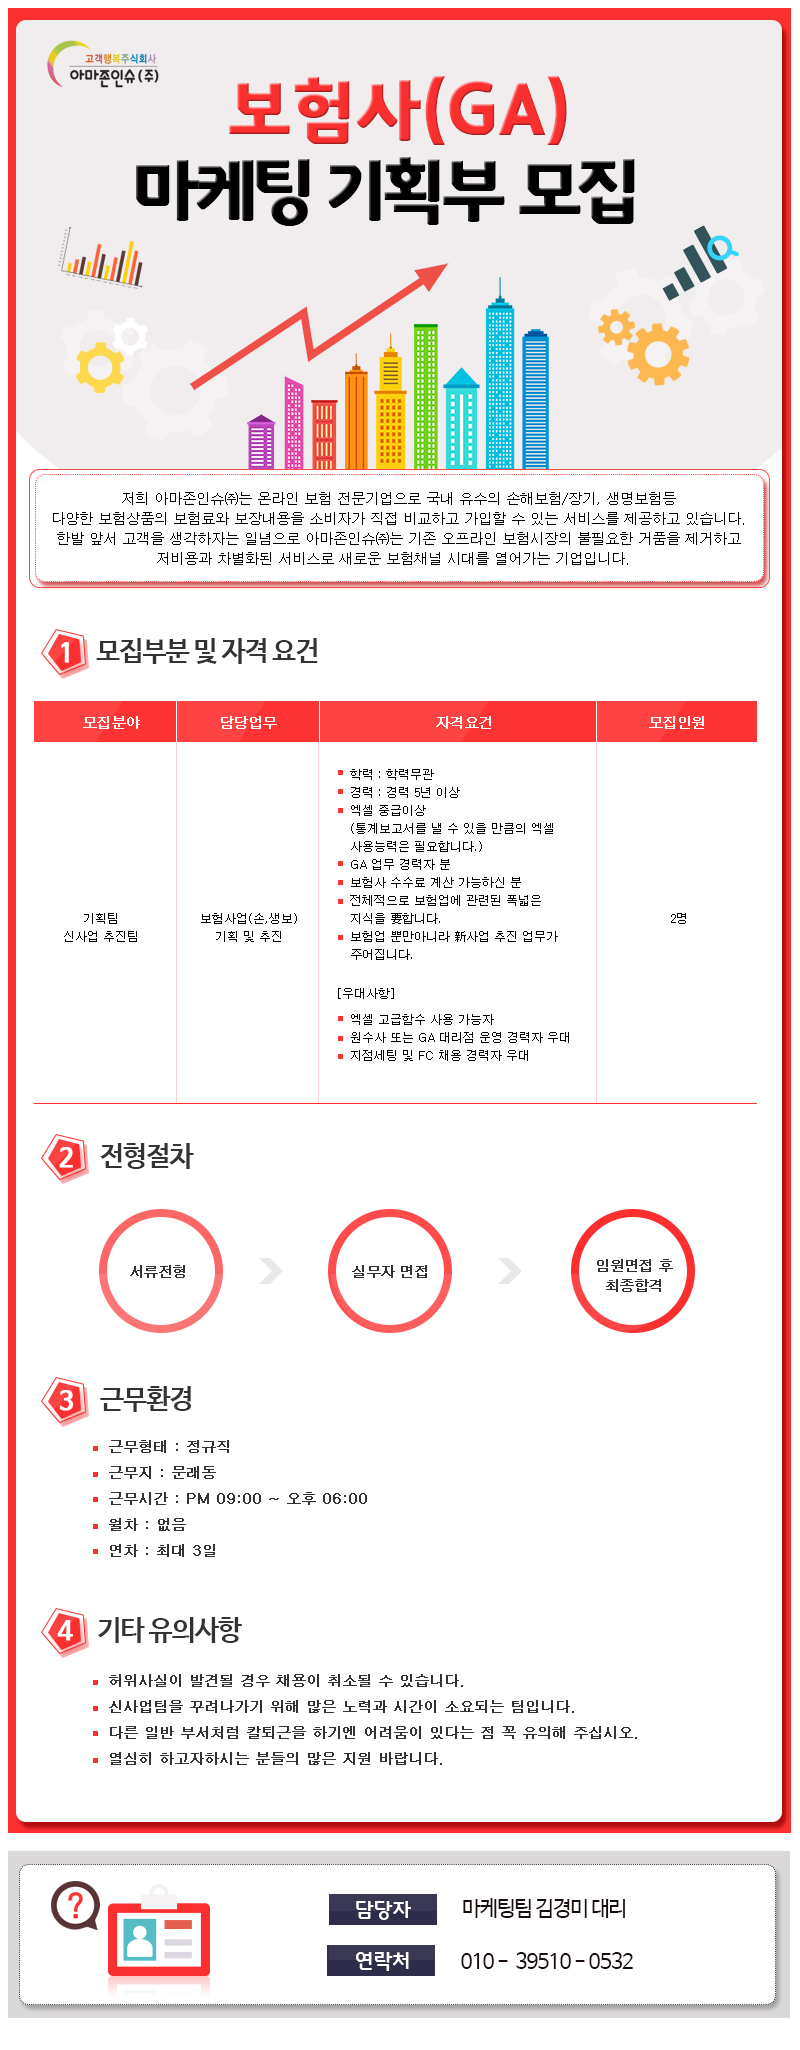 고객행복주식회사
아마존인슈(주)
보험사(GA)
마케팅 기획부 모집
저희 아마존인슈㈜는 온라인 보험 전문기업으로 국내 유수의 손해보험/장기, 생명보험등
다양한 보험상품의 보험료와 보장내용을 소비자가 직접 비교하고 가입할 수 있는 서비스를 제공하고 있습니다.
한발 앞서 고객을 생각하자는 일념으로 아마존인슈㈜는 기존 오프라인 보험시장의 불필요한 거품을 제거하고
저비용과 차별화된 서비스로 새로운 보험채널 시대를 열어가는 기업입니다.
1 모집부분 및 자격 요건
모집분야 담당업무 자격요건 모집인원
기획팀
신사업 추진팀
보험사업(손,생보)
기획 및 추진
학력 : 학력무관
경력 : 경력 5년 이상
엑셀 중급이상
(통계보고서를 낼 수 있을 만큼의 엑셀
사용능력은 필요합니다.)
GA 업무 경력자 분
보험사 수수료 계산 가능하신 분
전체적으로 보험업에 관련된 폭넓은
지식을 要합니다.
보험업 뿐만아니라 新사업 추진 업무가
주어집니다.
[우대사항]
엑셀 고급함수 사용 가능자
원수사 또는 GA 대리점 운영 경력자 우대
지점세팅 및 FC 채용 경력자 우대
2명
2 전형절차
서류전형
실무자 면접
임원면접 후
최종합격
3 근무환경
근무형태 : 정규직
근무지 : 문래동
근무시간 : PM 09:00 ~ 오후 06:00
월차 : 없음
연차 : 최대 3일
4 기타 유의사항
허위사실이 발견될 경우 채용이 취소될 수 있습니다.
신사업팀을 꾸려나가기 위해 많은 노력과 시간이 소요되는 팀입니다.
다른 일반 부서처럼 칼퇴근을 하기엔 어려움이 있다는 점 꼭 유의해 주십시오.
열심히 하고자하시는 분들의 많은 지원 바랍니다.
?
담당자 마케팅팀 김경미 대리
연락처 010 - 39510 - 0532